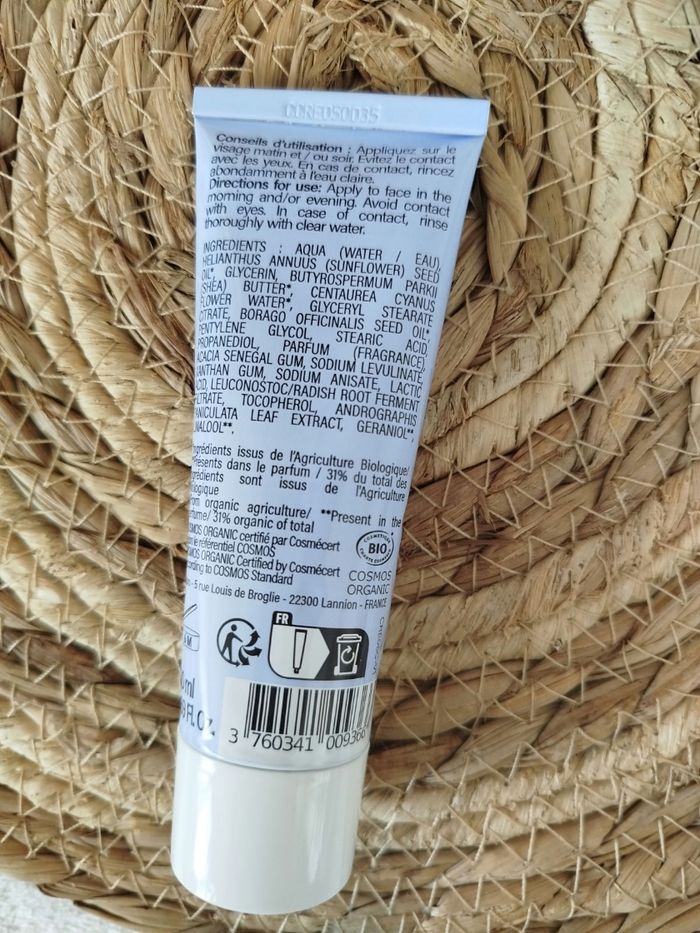 CCRE050035
Conseils d'utilisation : Appliquez sur le
visage matin et / ou soir. Evitez le contact
avec les yeux. En cas de contact, rincez
abondamment à l'eau claire.
Directions for use: Apply to face in the
morning and/or evening. Avoid contact
with eyes. In case of contact, rinse
thoroughly with clear water.
INGREDIENTS : AQUA (WATER / EAU),
HELIANTHUS ANNUUS (SUNFLOWER) SEED
OIL*, GLYCERIN, BUTYROSPERMUM PARKII
(SHEA) BUTTER*, CENTAUREA CYANUS
FLOWER WATER*, GLYCERYL STEARATE
CITRATE, BORAGO OFFICINALIS SEED OIL*,
PENTYLENE GLYCOL, STEARIC ACID,
PROPANEDIOL, PARFUM (FRAGRANCE),
ACACIA SENEGAL GUM, SODIUM LEVULINATE,
XANTHAN GUM, SODIUM ANISATE, LACTIC
ACID, LEUCONOSTOC/RADISH ROOT FERMENT
FILTRATE, TOCOPHEROL, ANDROGRAPHIS
PANICULATA LEAF EXTRACT, GERANIOL**,
LINALOOL**.
ingrédients issus de l'Agriculture Biologique/
présents dans le parfum / 31% du total des
ingrédients sont issus de l'Agriculture
Biologique
from organic agriculture/ **Present in the
perfume/ 31% organic of total
COSMOS ORGANIC certifié par Cosmécert
le référentiel COSMOS
COSMOS ORGANIC Certified by Cosmécert
according to COSMOS Standard
BIO
COSMOS
ORGANIC
5 rue Louis de Broglie - 22300 Lannion - FRANCE
FR
M
ml
FL OZ.
3 760341 009366